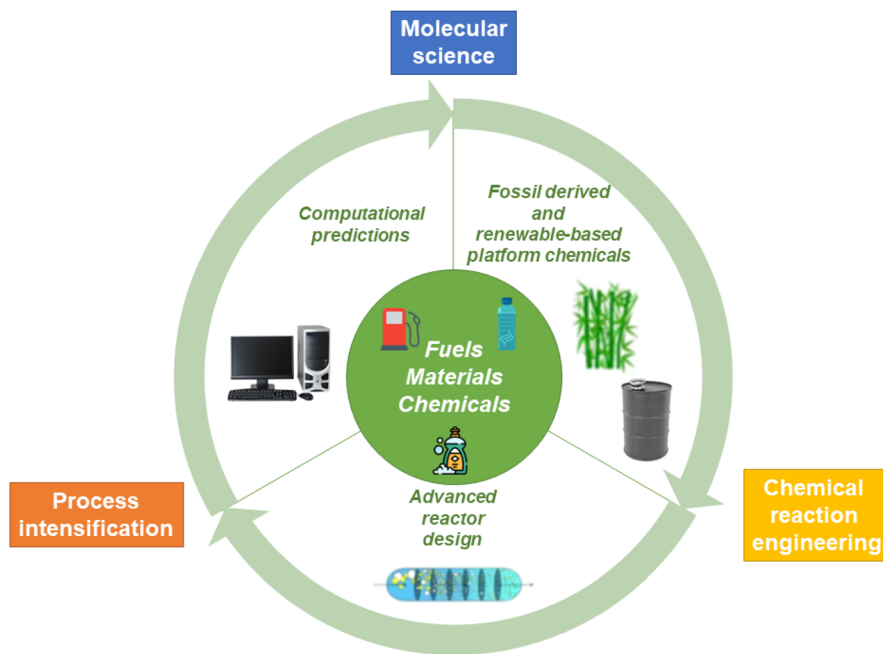 Molecular
science
Computational
predictions
Fossil derived
and
renewable-based
platform chemicals
Fuels
Materials
Chemicals
Process
intensification
Advanced
reactor
design
Chemical
reaction
engineering